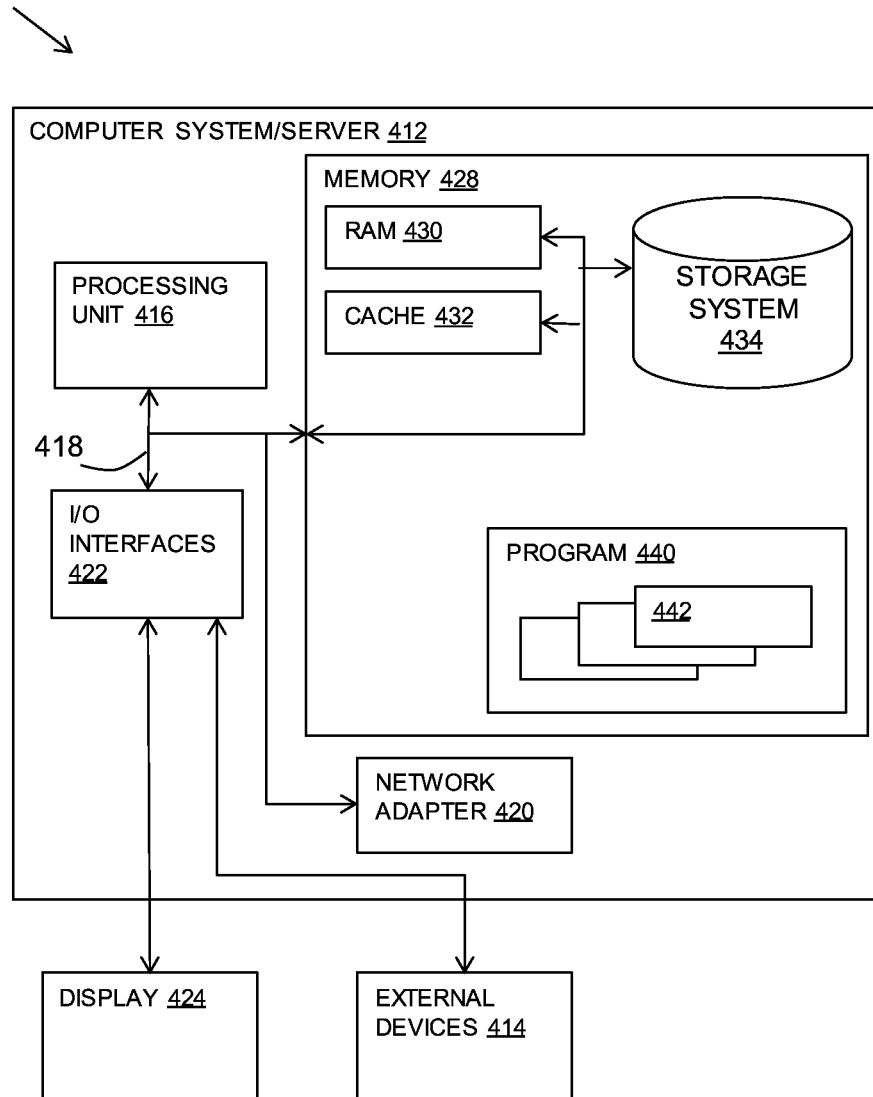 COMPUTER SYSTEM/SERVER 412
MEMORY 428
RAM 430
STORAGE
SYSTEM
434
PROCESSING
UNIT 416
CACHE 432
418
I/O
INTERFACES
422
PROGRAM 440
442
NETWORK
ADAPTER 420
DISPLAY 424
EXTERNAL
DEVICES 414